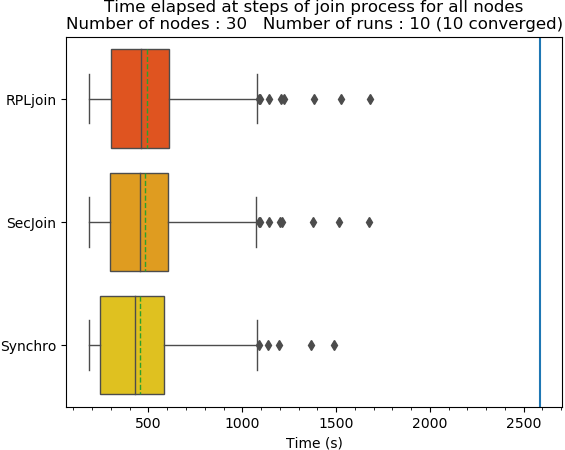 Time elapsed at steps of join process for all nodes
Number of nodes : 30   Number of runs : 10 (10 converged)
RPLjoin
SecJoin
Synchro
500
1000
1500
2000
2500
Time (s)